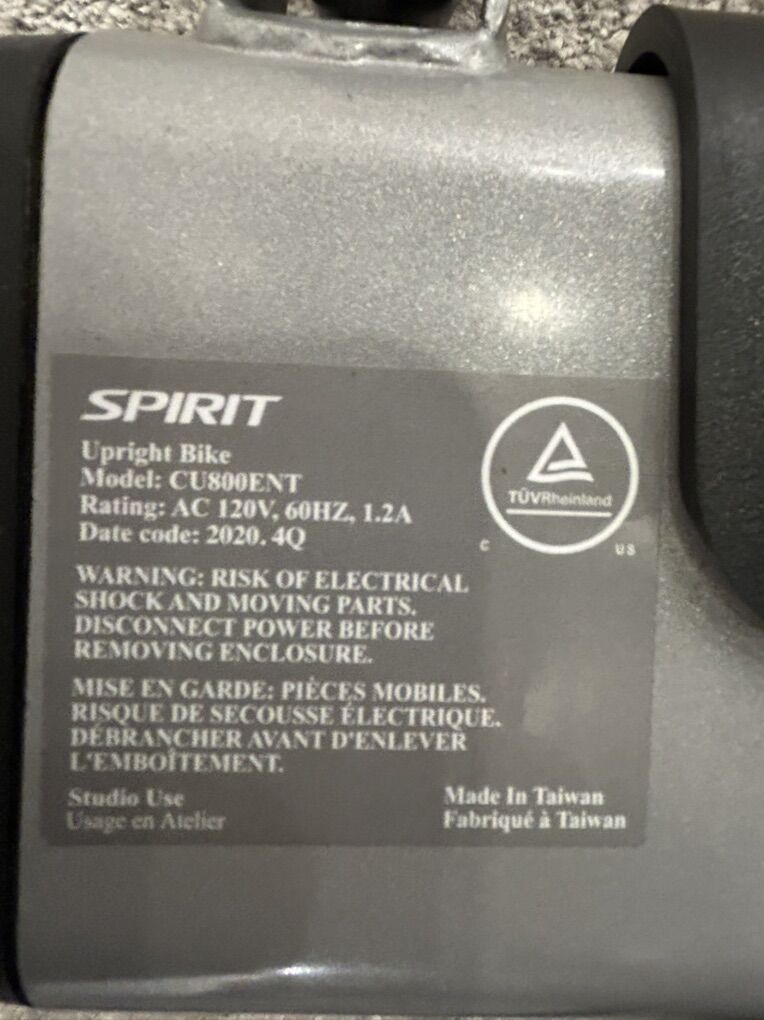 SPIRIT
Upright Bike
Model: CU800ENT
Rating: AC 120V, 60HZ, 1.2A
Date code: 2020. 4Q
TÜVRheinland
C US
WARNING: RISK OF ELECTRICAL
SHOCK AND MOVING PARTS.
DISCONNECT POWER BEFORE
REMOVING ENCLOSURE.
MISE EN GARDE: PIÈCES MOBILES.
RISQUE DE SECOUSSE ÉLECTRIQUE.
DÉBRANCHER AVANT D'ENLEVER
L'EMBOÎTEMENT.
Studio Use
Usage en Atelier
Made In Taiwan
Fabriqué à Taiwan